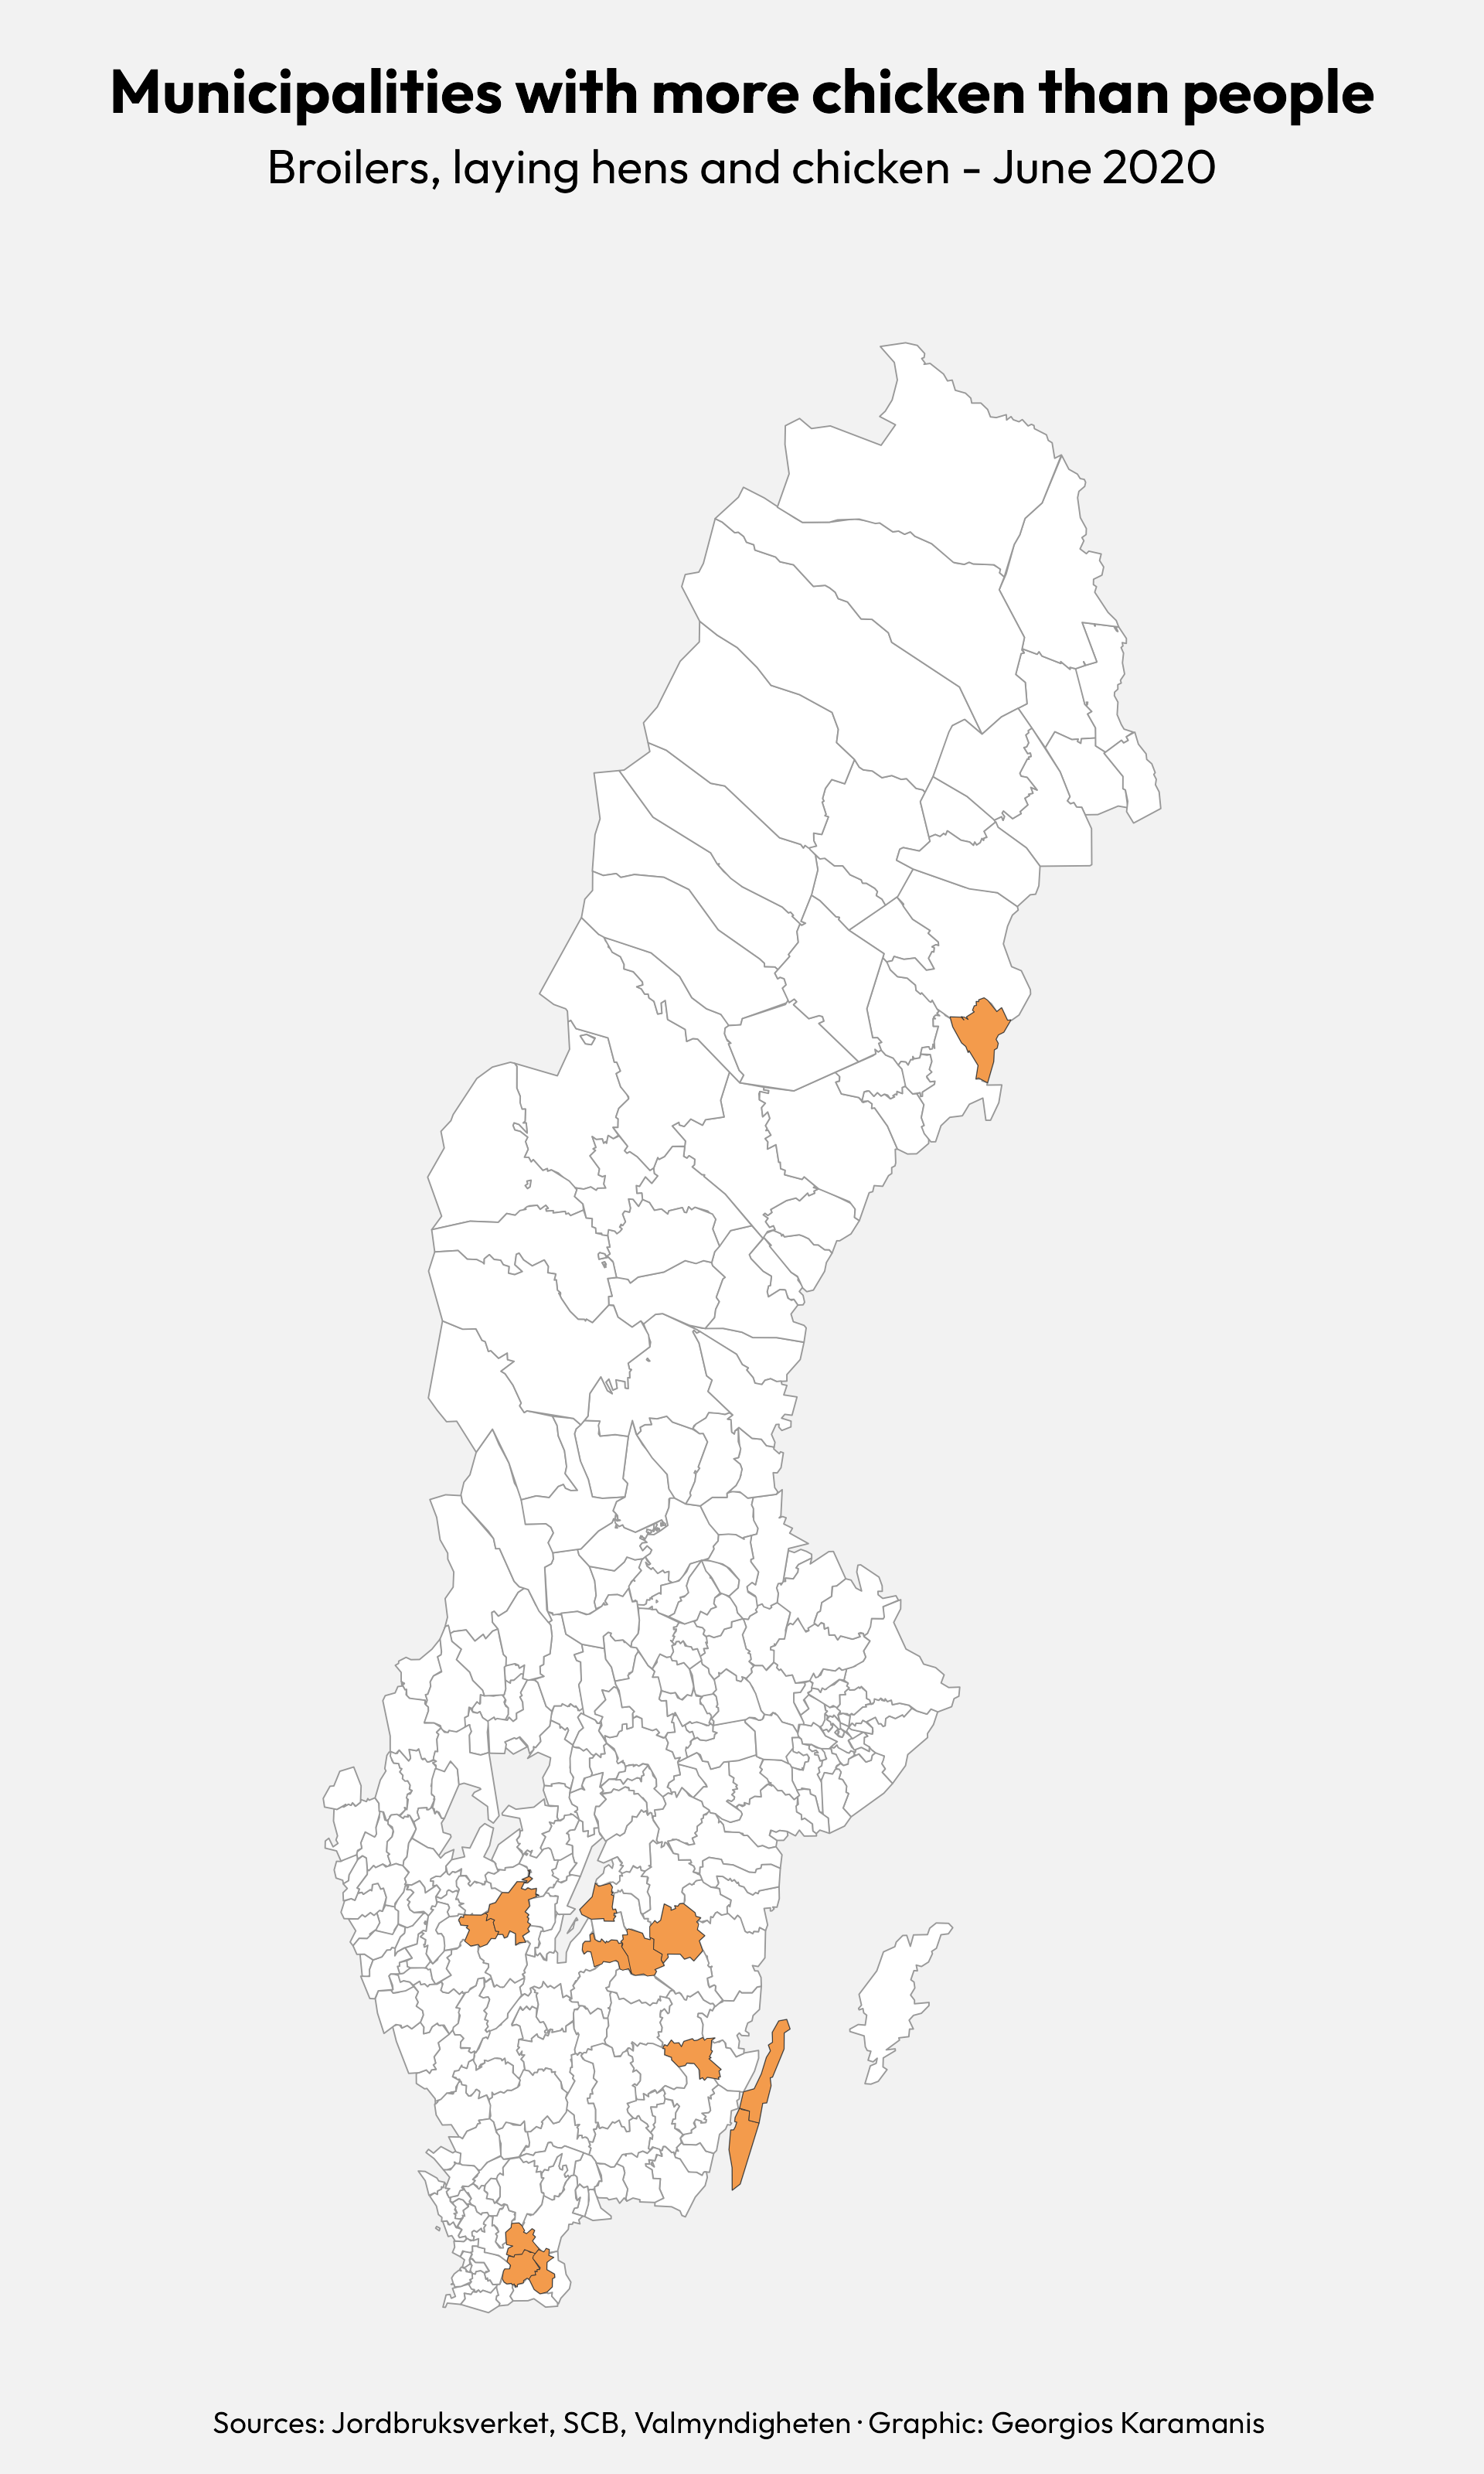 Municipalities with more chicken than people
Broilers, laying hens and chicken - June 2020
Sources: Jordbruksverket, SCB, Valmyndigheten · Graphic: Georgios Karamanis